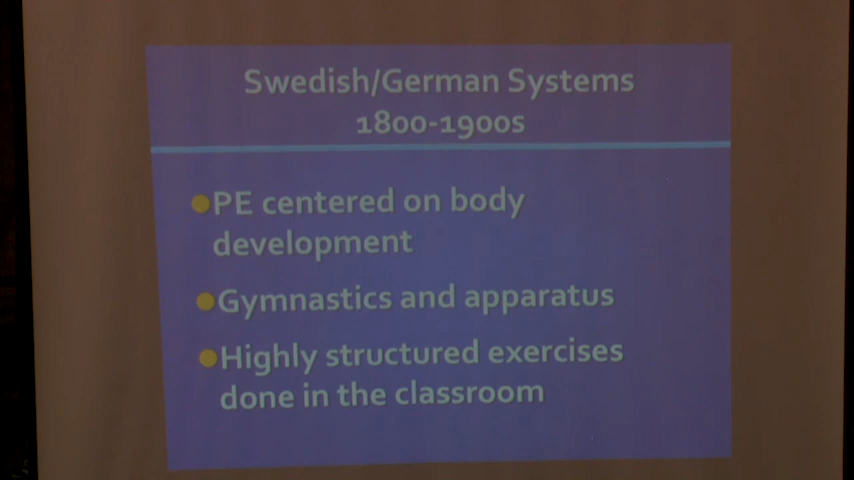 Swedish/German Systems
1800-1900s
PE centered on body
development
Gymnastics and apparatus
Highly structured exercises
done in the classroom